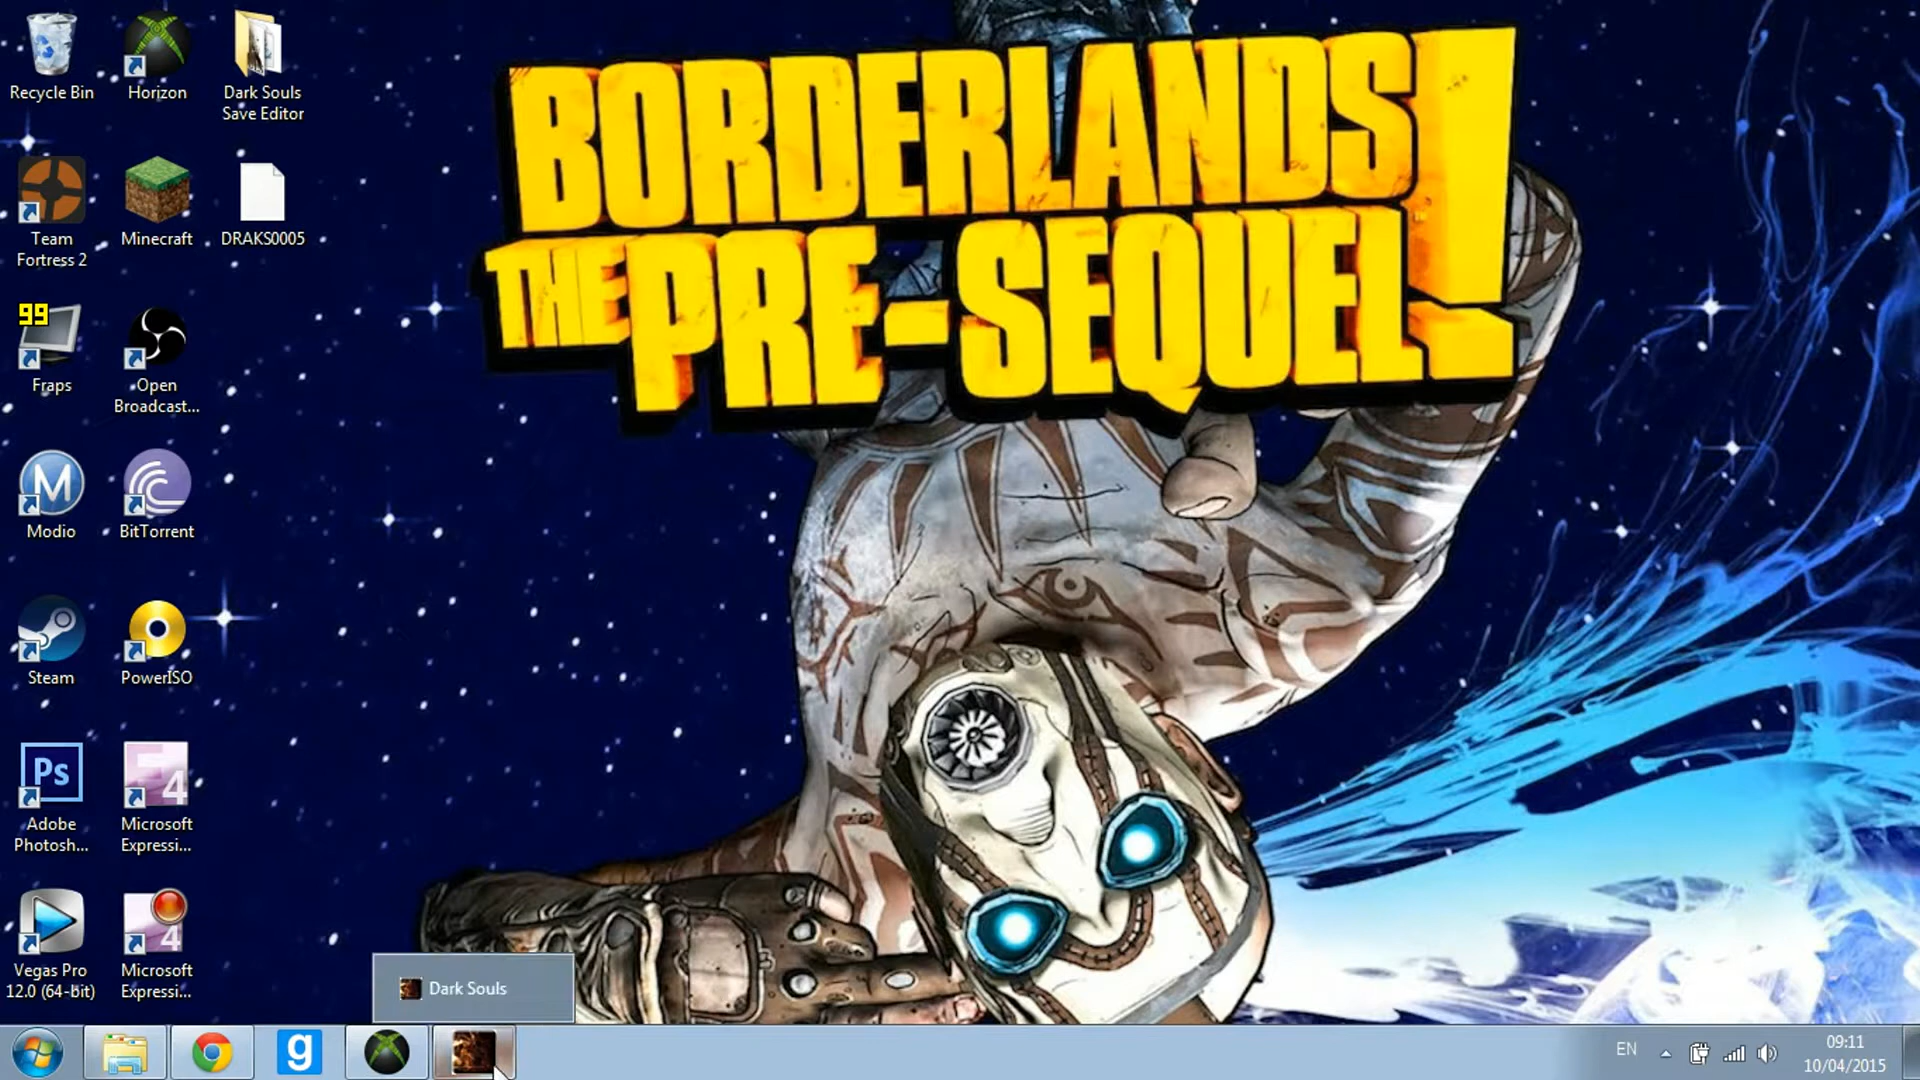 Recycle Bin
Horizon
Dark Souls
Save Editor
BORDERLANDS
THE PRE-SEQUEL!
Team
Fortress 2
Minecraft
DRAKS0005
99
Fraps
Open
Broadcast...
M
Modio
BitTorrent
Steam
PowerISO
Ps
Adobe
Photosh...
4
Microsoft
Expressi...
Vegas Pro
12.0 (64-bit)
4
Microsoft
Expressi...
Dark Souls
g
EN
09:11
10/04/2015